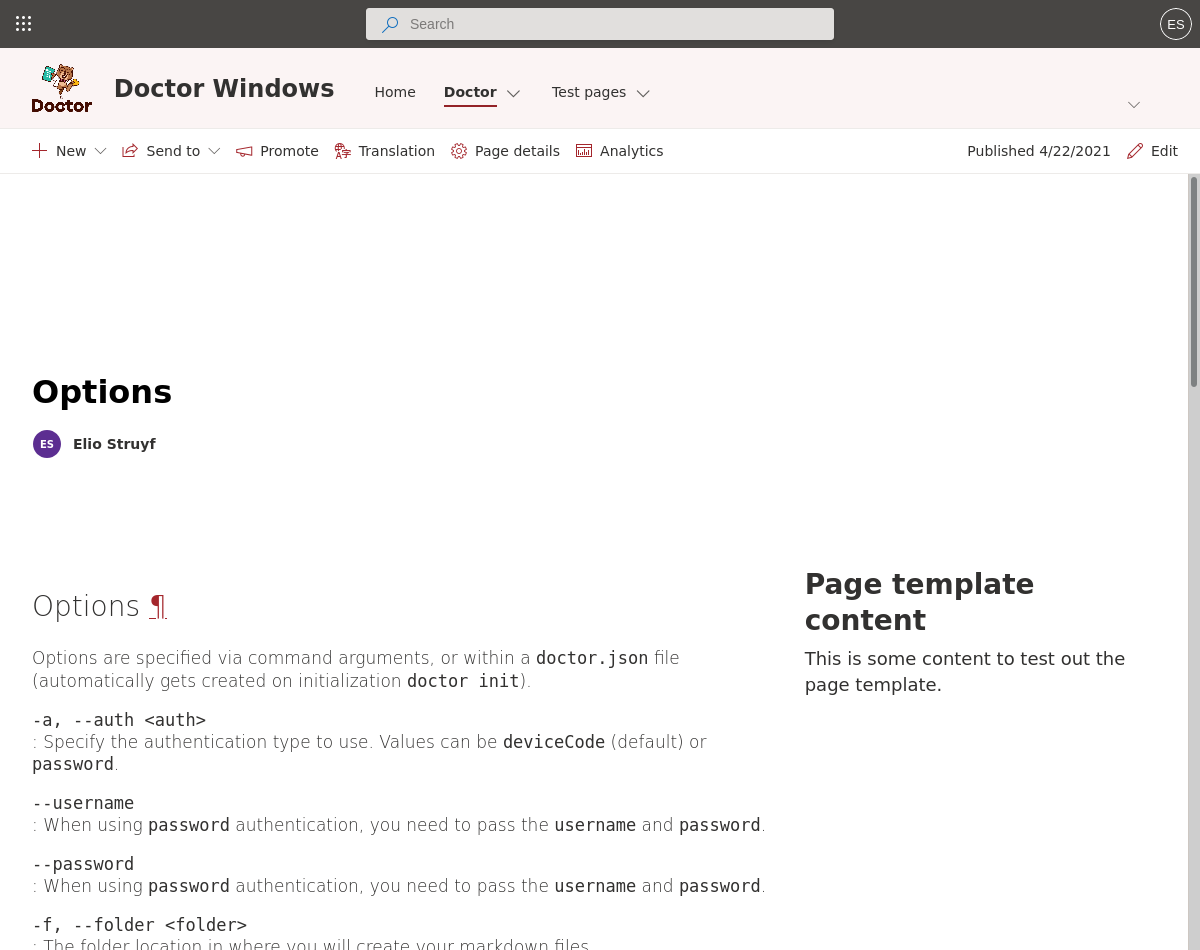 Search
ES
Doctor
Doctor Windows
Home
Doctor
Test pages
New
Send to
Promote
Translation
Page details
Analytics
Published 4/22/2021
Edit
Options
ES
Elio Struyf
Options ¶
Options are specified via command arguments, or within a doctor.json file
(automatically gets created on initialization doctor init).
-a, --auth <auth>
: Specify the authentication type to use. Values can be deviceCode (default) or
password.
--username
: When using password authentication, you need to pass the username and password.
--password
: When using password authentication, you need to pass the username and password.
-f, --folder <folder>
: The folder location in where you will create your markdown files
Page template
content
This is some content to test out the
page template.